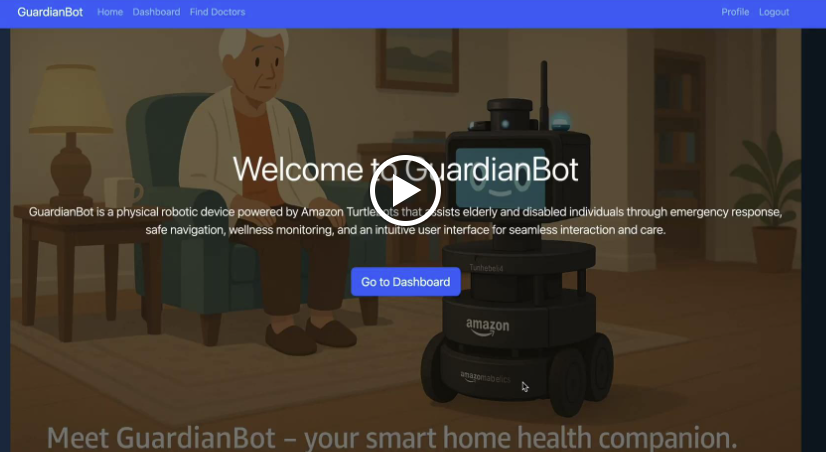 GuardianBot Home Dashboard Find Doctors Profile Logout
Welcome to GuardianBot
GuardianBot is a physical robotic device powered by Amazon Turtlebots that assists elderly and disabled individuals through emergency response,
safe navigation, wellness monitoring, and an intuitive user interface for seamless interaction and care.
Go to Dashboard
Turtlebot4
amazon
Meet GuardianBot – your smart home health companion.